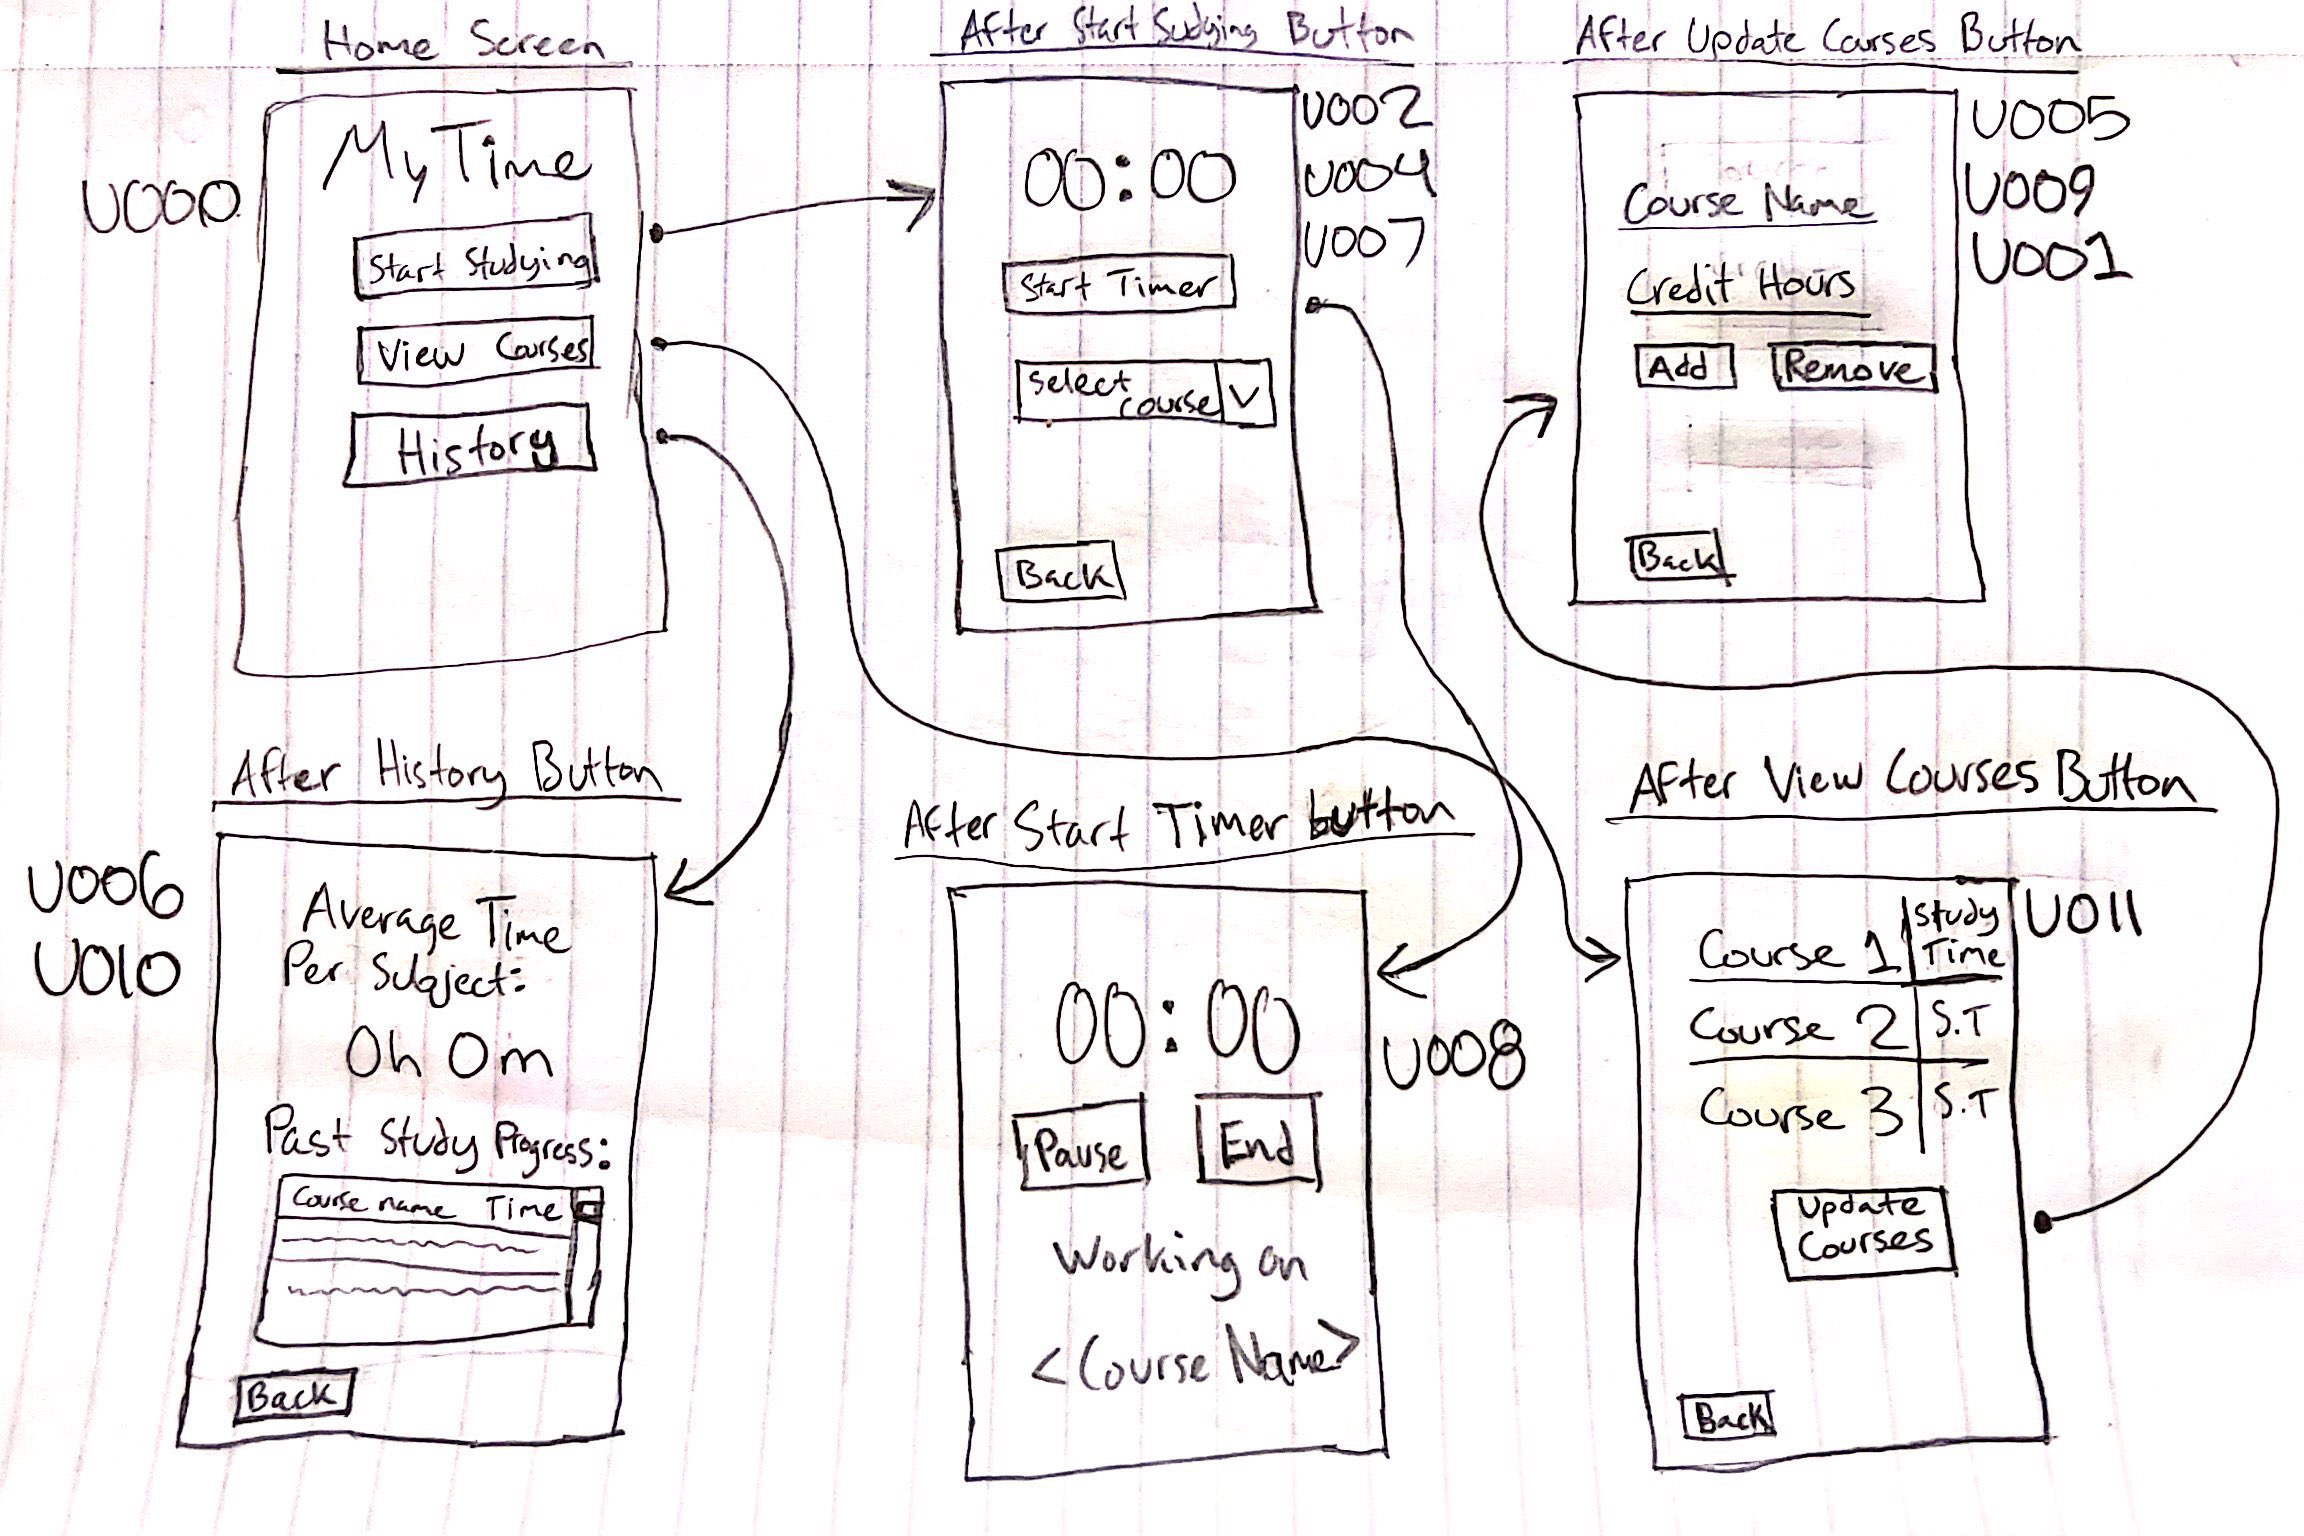 Home Screen
U000
My Time
Start Studying
View Courses
History
After Start Sudying Button
U002
U004
U007
00:00
Start Timer
Select
course V
Back
After Update Courses Button
U005
U009
U001
Course Name
Credit Hours
Add Remove
Back
After History Button
U006
U010
Average Time
Per Subject:
0h 0m
Past Study Progress:
Course name Time
Back
After Start Timer button
U008
00:00
Pause End
Working on
<Course Name>
After View Courses Button
U011
Course 1 Study
Time
Course 2 S.T
Course 3 S.T
Update
Courses
Back